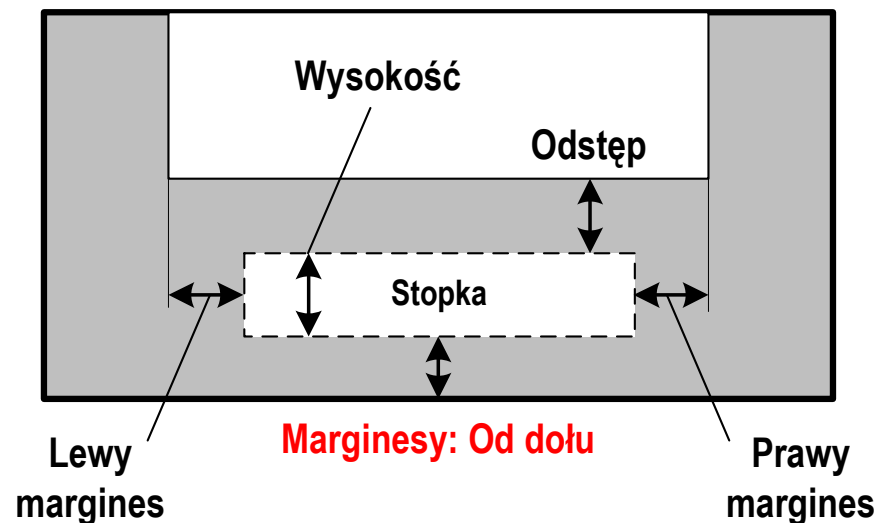 Wysokość
Odstęp
Stopka
Marginesy: Od dołu
Lewy
margines
Prawy
margines